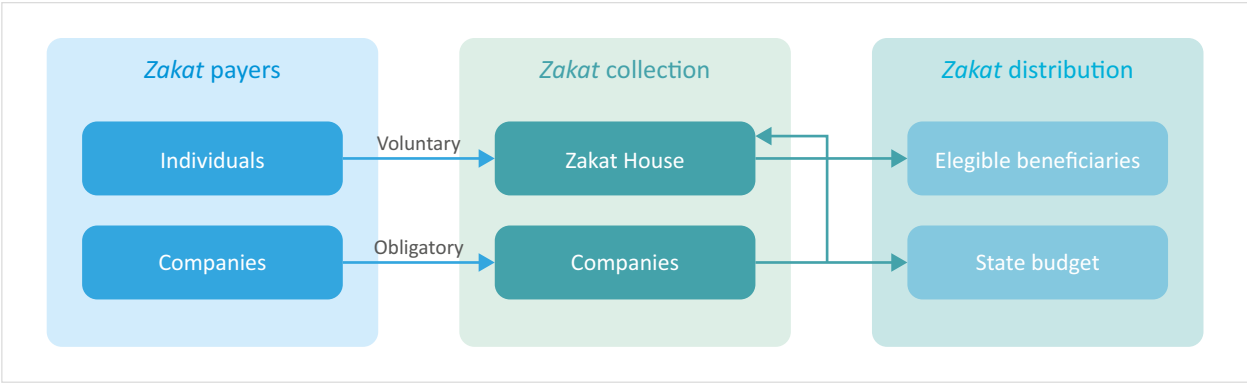 Zakat payers
Zakat collection
Zakat distribution
Individuals
Voluntary
Zakat House
Elegible beneficiaries
Companies
Obligatory
Companies
State budget